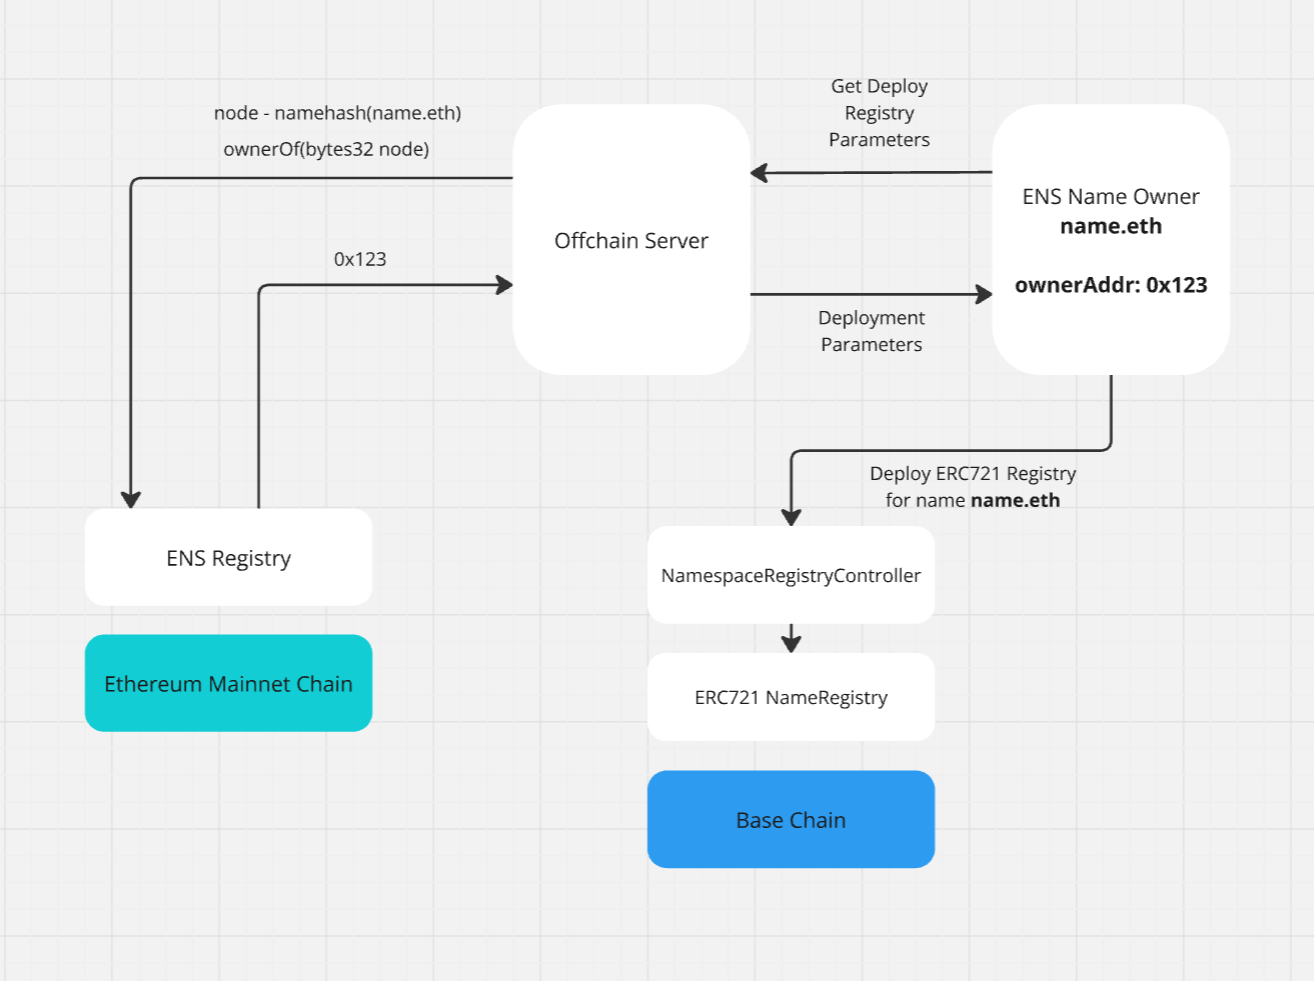 node - namehash(name.eth)
ownerOf(bytes32 node)
0x123
Offchain Server
Get Deploy
Registry
Parameters
Deployment
Parameters
ENS Name Owner
name.eth
ownerAddr: 0x123
Deploy ERC721 Registry
for name name.eth
ENS Registry
Ethereum Mainnet Chain
NamespaceRegistryController
ERC721 NameRegistry
Base Chain